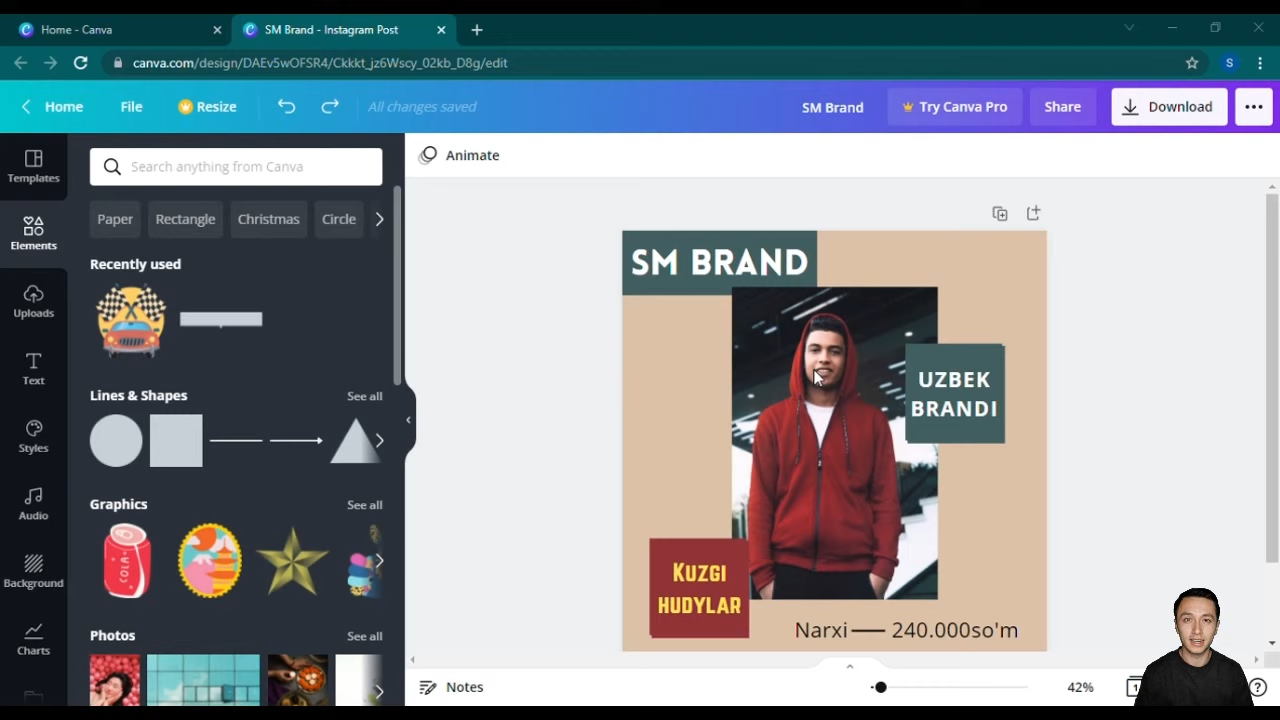 Home - Canva
SM Brand - Instagram Post
canva.com/design/DAEv5wOFSR4/Ckkkt_jz6Wscy_02kb_D8g/edit
S
Home
File
Resize
All changes saved
SM Brand
Try Canva Pro
Share
Download
Templates
Elements
Uploads
Text
Styles
Audio
Background
Charts
Search anything from Canva
Paper
Rectangle
Christmas
Circle
Recently used
Lines & Shapes
See all
Graphics
See all
COLA
Photos
See all
Animate
SM BRAND
UZBEK
BRANDI
KUZGI
HUDYLAR
Narxi — 240.000so'm
Notes
42%
1
?